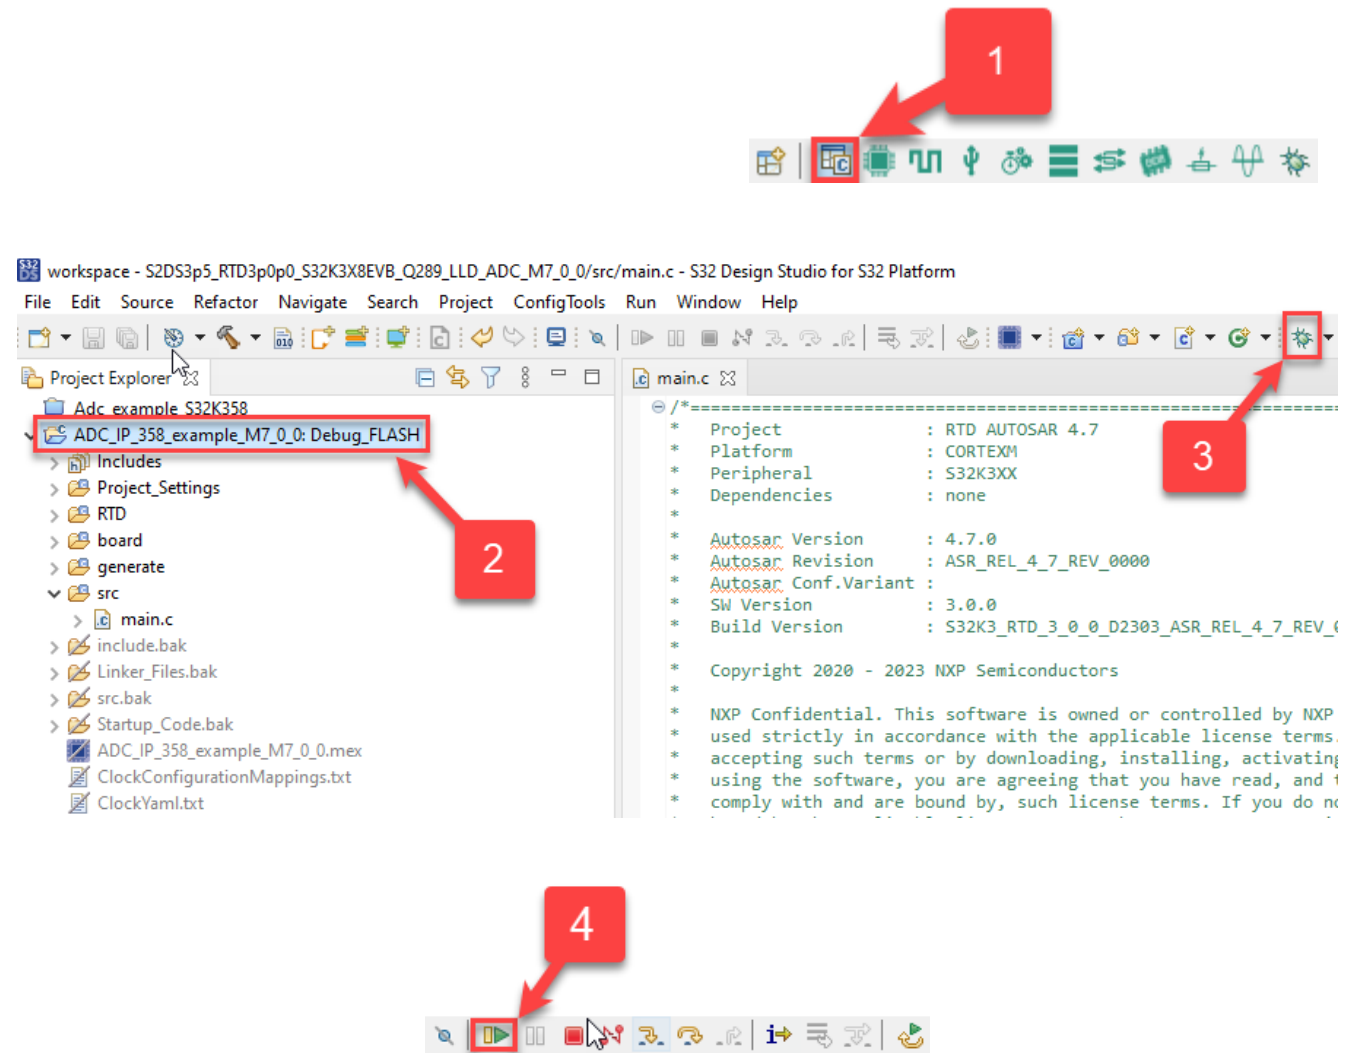 1
workspace - S2DS3p5_RTD3p0p0_S32K3X8EVB_Q289_LLD_ADC_M7_0_0/src/main.c - S32 Design Studio for S32 Platform
File Edit Source Refactor Navigate Search Project ConfigTools Run Window Help
Project Explorer
main.c
Adc_example_S32K358
ADC_IP_358_example_M7_0_0: Debug_FLASH
Includes
Project_Settings
RTD
board
generate
src
main.c
include.bak
Linker_Files.bak
src.bak
Startup_Code.bak
ADC_IP_358_example_M7_0_0.mex
ClockConfigurationMappings.txt
ClockYaml.txt
2
3
/*==================================================================
* Project : RTD AUTOSAR 4.7
* Platform : CORTEXM
* Peripheral : S32K3XX
* Dependencies : none
*
* Autosar Version : 4.7.0
* Autosar Revision : ASR_REL_4_7_REV_0000
* Autosar Conf.Variant :
* SW Version : 3.0.0
* Build Version : S32K3_RTD_3_0_0_D2303_ASR_REL_4_7_REV_
*
* Copyright 2020 - 2023 NXP Semiconductors
*
* NXP Confidential. This software is owned or controlled by NXP
* used strictly in accordance with the applicable license terms.
* accepting such terms or by downloading, installing, activating
* using the software, you are agreeing that you have read, and
* comply with and are bound by, such license terms. If you do
4